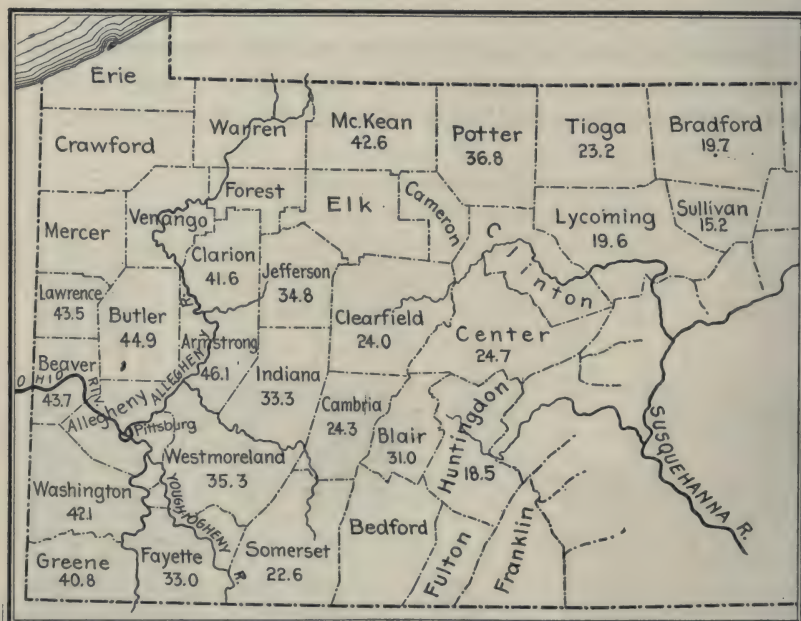 Erie
Crawford
Warren
Mc.Kean
42.6
Potter
36.8
Tioga
23.2
Bradford
19.7
Mercer
Venango
Forest
Elk
Cameron
Clinton
Lycoming
19.6
Sullivan
15.2
Clarion
41.6
Jefferson
34.8
Clearfield
24.0
Center
24.7
Lawrence
43.5
Butler
44.9
R.
Armstrong
46.1
Indiana
33.3
Beaver
43.7
OHIO RIV.
Allegheny
ALLEGHENY
Pittsburg
Cambria
24.3
Blair
31.0
Huntingdon
18.5
Westmoreland
35.3
Washington
42.1
YOUGHIOGHENY R.
Greene
40.8
Fayette
33.0
Somerset
22.6
Bedford
Fulton
Franklin
SUSQUEHANNA R.